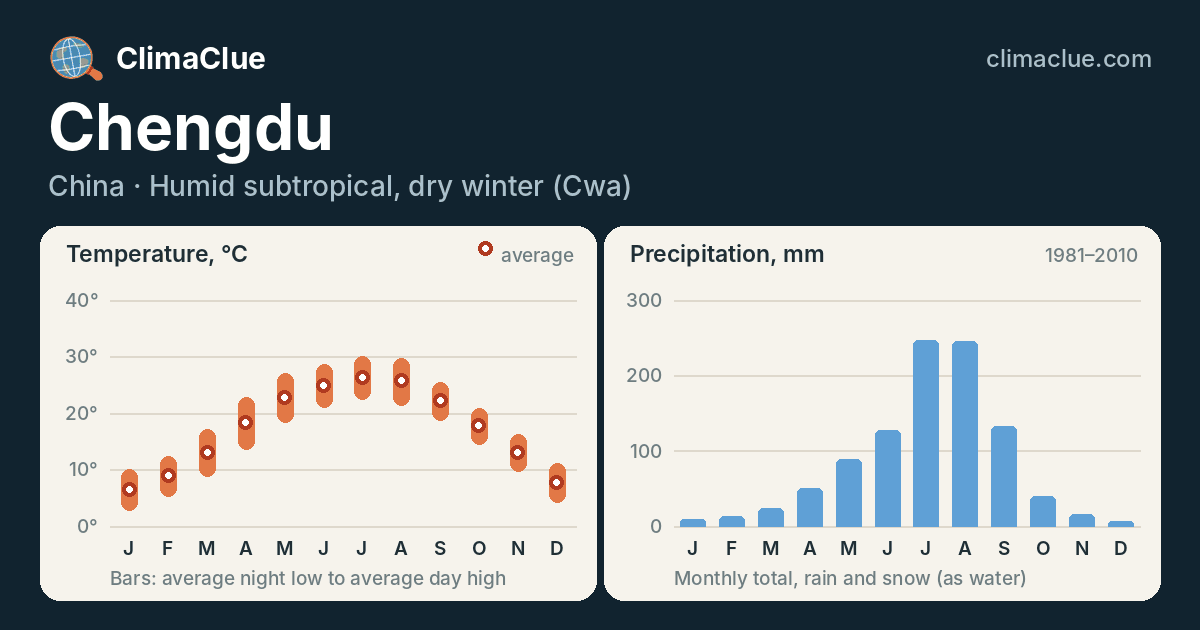 ClimaClue
climaclue.com
Chengdu
China · Humid subtropical, dry winter (Cwa)
Temperature, °C
average
40°
30°
20°
10°
0°
J F M A M J J A S O N D
Bars: average night low to average day high
Precipitation, mm
1981–2010
300
200
100
0
J F M A M J J A S O N D
Monthly total, rain and snow (as water)